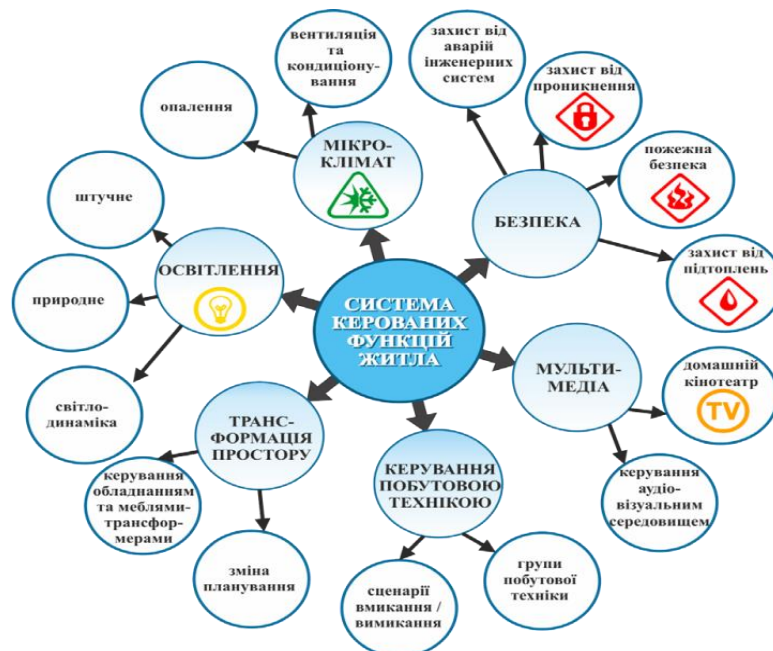 вентиляція
та
кондиціону-
вання
захист від
аварій
інженерних
систем
захист від
проникнення
опалення
МІКРО-
КЛІМАТ
пожежна
безпека
штучне
БЕЗПЕКА
захист від
підтоплень
ОСВІТЛЕННЯ
природне
СИСТЕМА
КЕРОВАНИХ
ФУНКЦІЙ
ЖИТЛА
МУЛЬТИ-
МЕДІА
домашній
кінотеатр
TV
світло-
динаміка
ТРАНС-
ФОРМАЦІЯ
ПРОСТОРУ
КЕРУВАННЯ
ПОБУТОВОЮ
ТЕХНІКОЮ
керування
аудіо-
візуальним
середовищем
керування
обладнанням
та меблями-
трансфор-
мерами
зміна
планування
сценарії
вмикання /
вимикання
групи
побутової
техніки